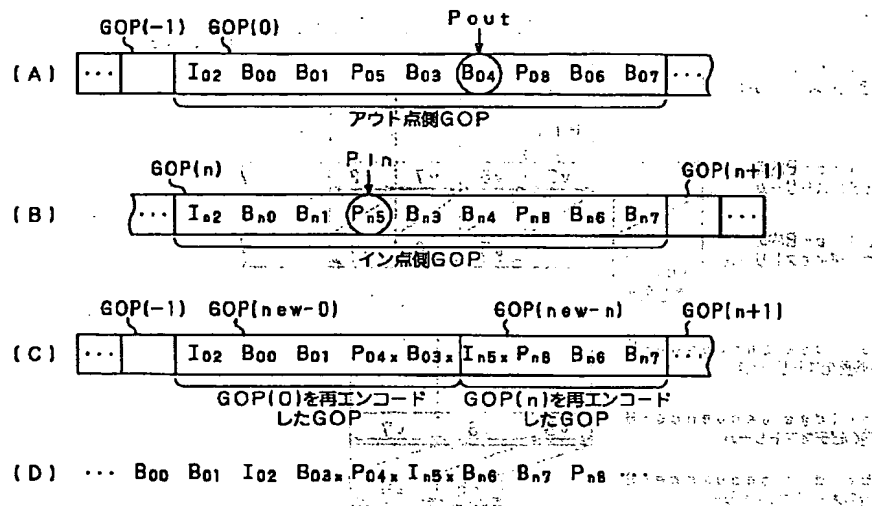 Pout
GOP(-1) GOP(0)
(A) ... I02 B00 B01 P05 B03 B04 P08 B06 B07 ...
アウト点側GOP
Pin
GOP(n) GOP(n+1)
(B) ... In2 Bn0 Bn1 Pn5 Bn3 Bn4 Pn8 Bn6 Bn7 ...
イン点側GOP
GOP(-1) GOP(new-0) GOP(new-n) GOP(n+1)
(C) ... I02 B00 B01 P04x B03x In5x Pn8 Bn6 Bn7 ...
GOP(0)を再エンコード GOP(n)を再エンコード
したGOP したGOP
(D) ... B00 B01 I02 B03x P04x In5x Bn6 Bn7 Pn8 ...